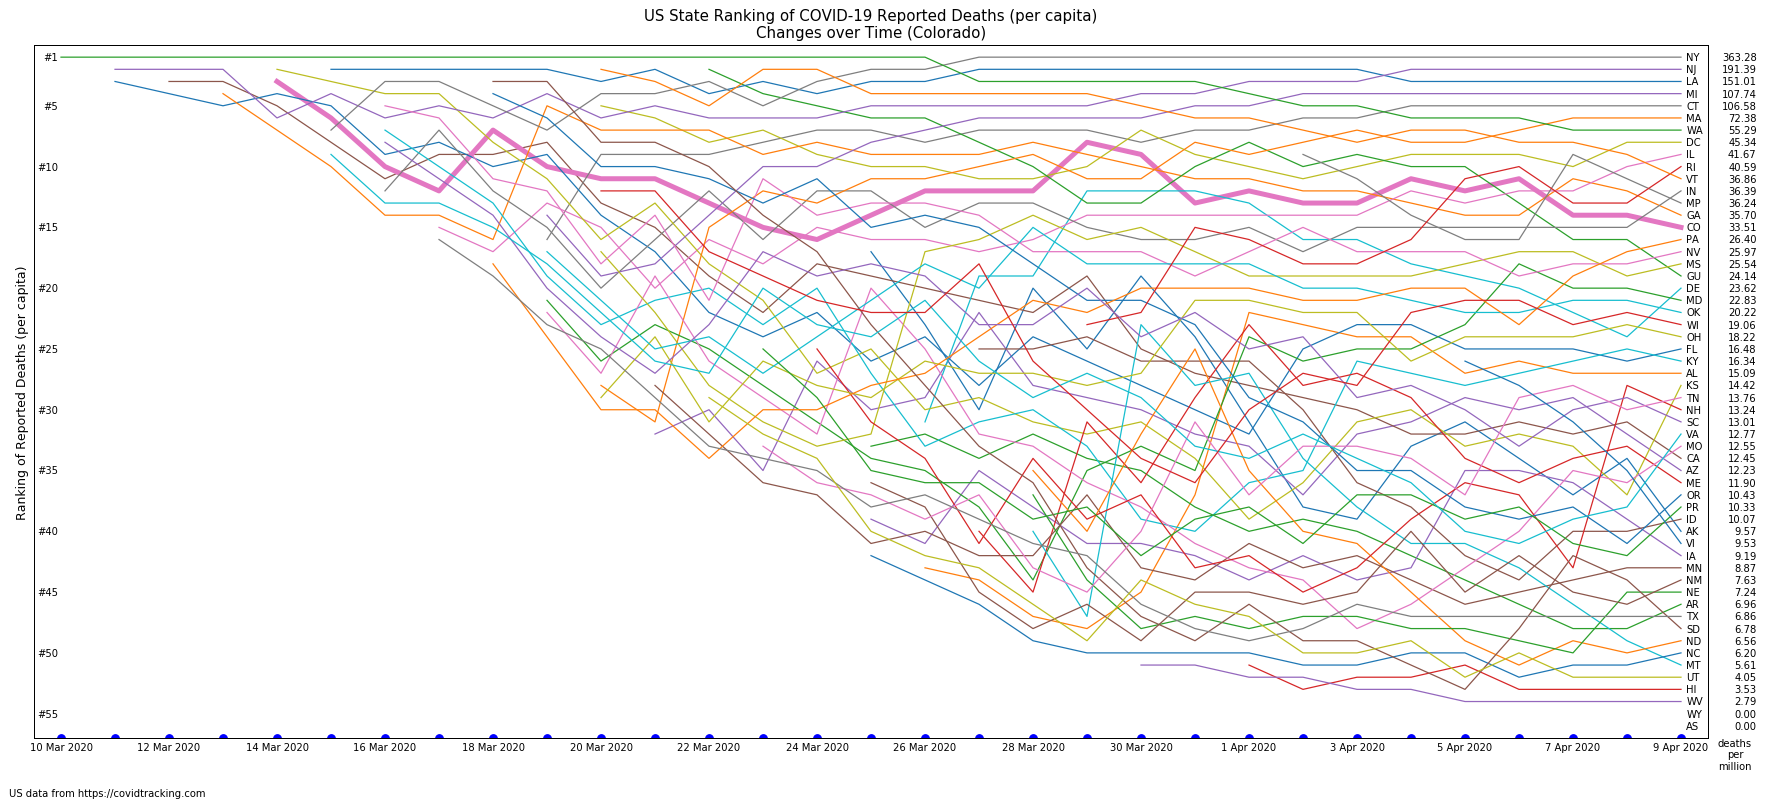 US State Ranking of COVID-19 Reported Deaths (per capita)
Changes over Time (Colorado)
Ranking of Reported Deaths (per capita)
#1
#5
#10
#15
#20
#25
#30
#35
#40
#45
#50
#55
NY 363.28
NJ 191.39
LA 151.01
MI 107.74
CT 106.58
MA 72.38
WA 55.29
DC 45.34
IL 41.67
RI 40.59
VT 36.86
IN 36.39
MP 36.24
GA 35.70
CO 33.51
PA 26.40
NV 25.97
MS 25.54
GU 24.14
DE 23.62
MD 22.83
OK 20.22
WI 19.06
OH 18.22
FL 16.48
KY 16.34
AL 15.09
KS 14.42
TN 13.76
NH 13.24
SC 13.01
VA 12.77
MO 12.55
CA 12.45
AZ 12.23
ME 11.90
OR 10.43
PR 10.33
ID 10.07
AK 9.57
VI 9.53
IA 9.19
MN 8.87
NM 7.63
NE 7.24
AR 6.96
TX 6.86
SD 6.78
ND 6.56
NC 6.20
MT 5.61
UT 4.05
HI 3.53
WV 2.79
WY 0.00
AS 0.00
10 Mar 2020 12 Mar 2020 14 Mar 2020 16 Mar 2020 18 Mar 2020 20 Mar 2020 22 Mar 2020 24 Mar 2020 26 Mar 2020 28 Mar 2020 30 Mar 2020 1 Apr 2020 3 Apr 2020 5 Apr 2020 7 Apr 2020 9 Apr 2020
deaths
per
million
US data from https://covidtracking.com